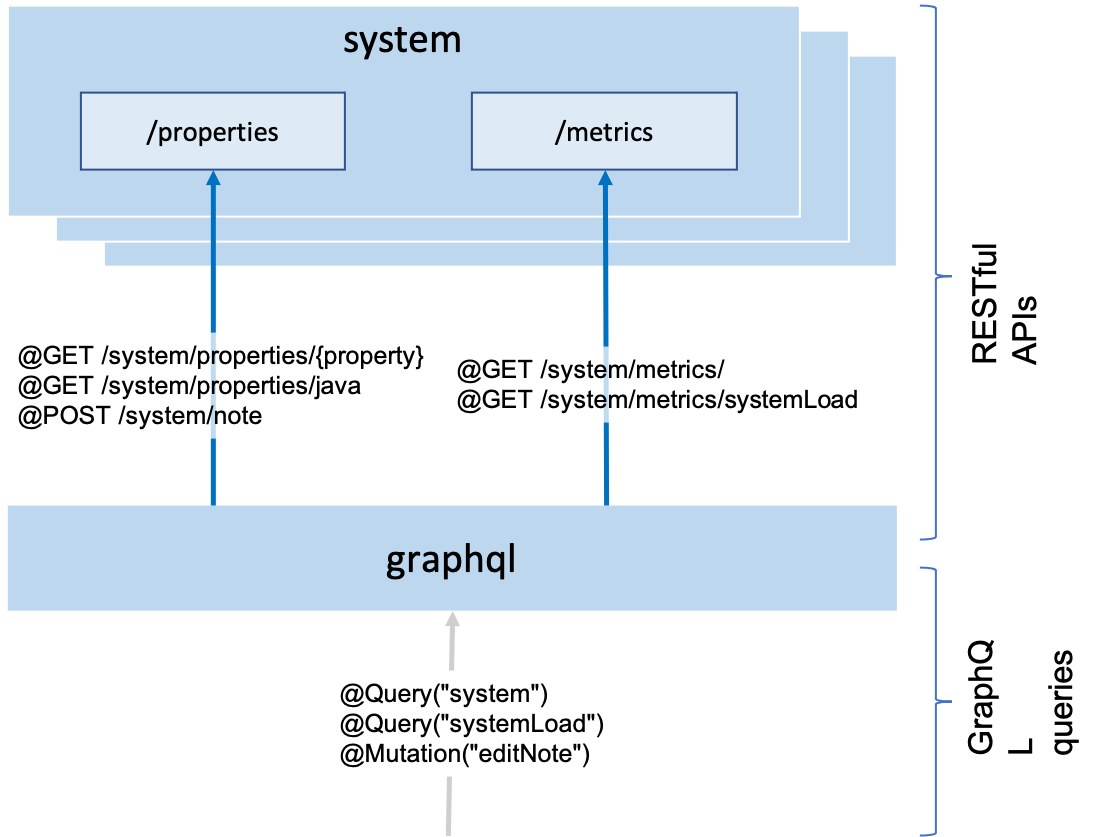 system
/properties
/metrics
@GET /system/properties/{property}
@GET /system/properties/java
@POST /system/note
@GET /system/metrics/
@GET /system/metrics/systemLoad
RESTful
APIs
graphql
@Query("system")
@Query("systemLoad")
@Mutation("editNote")
GraphQ
L
queries